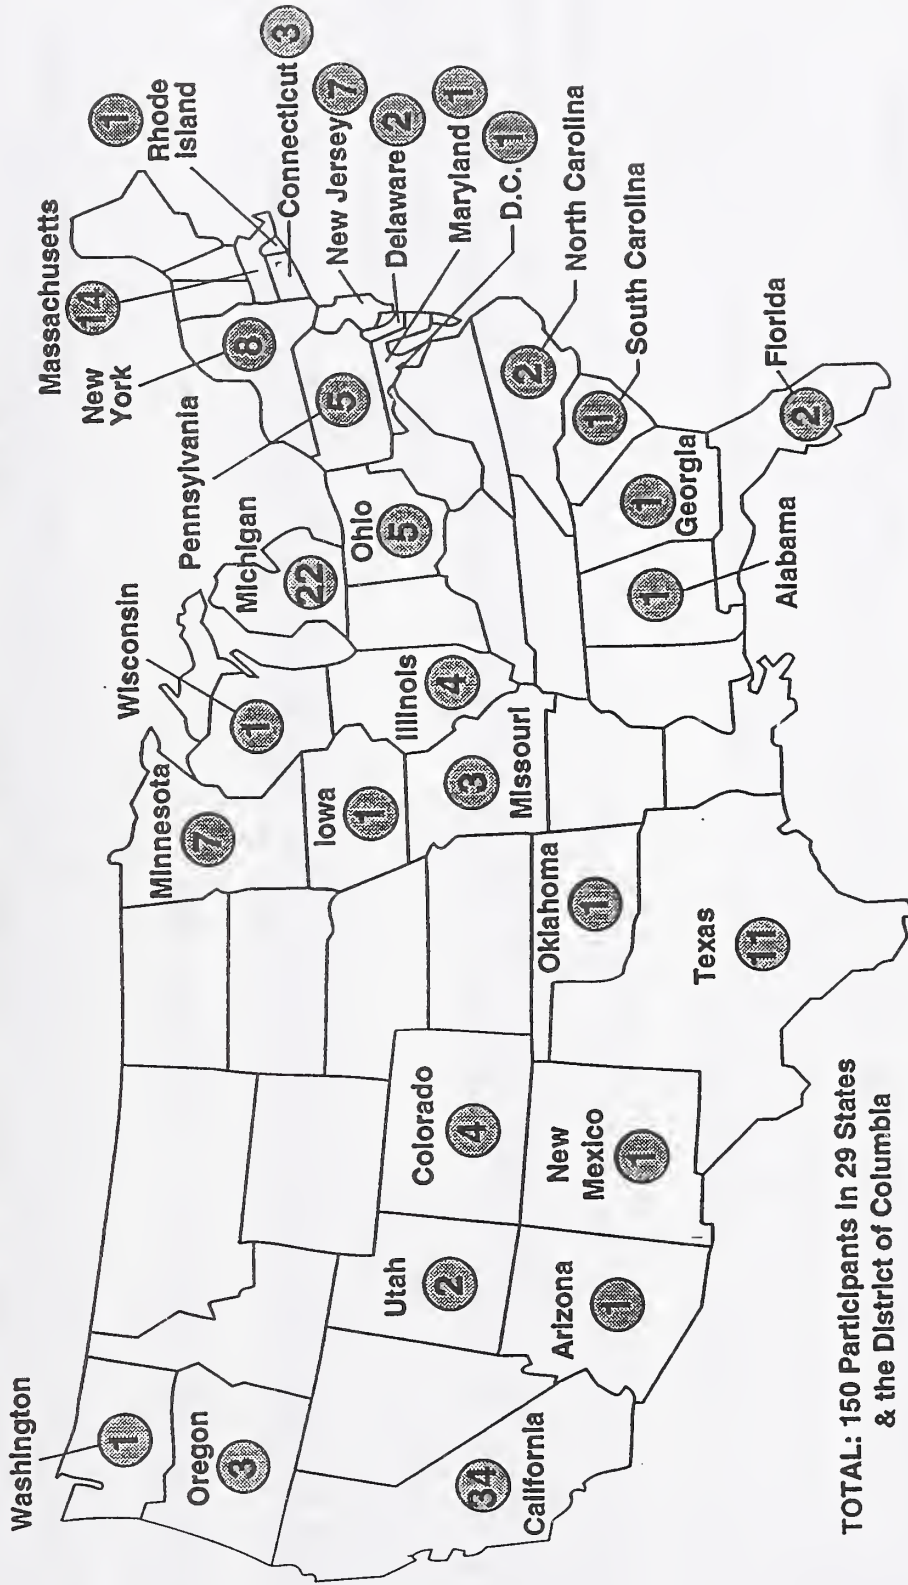 Washington
1
Oregon
3
California
34
Utah
2
Arizona
1
Colorado
4
New
Mexico
1
Texas
11
Oklahoma
1
Minnesota
7
Iowa
1
Missouri
3
Wisconsin
1
Illinois
4
Michigan
22
Ohio
5
Pennsylvania
5
New
York
8
Massachusetts
14
1
Rhode
Island
Connecticut 3
New Jersey 7
Delaware 2
Maryland 1
D.C. 1
North Carolina
2
South Carolina
1
Georgia
1
Alabama
1
Florida
2
TOTAL: 150 Participants in 29 States
& the District of Columbia